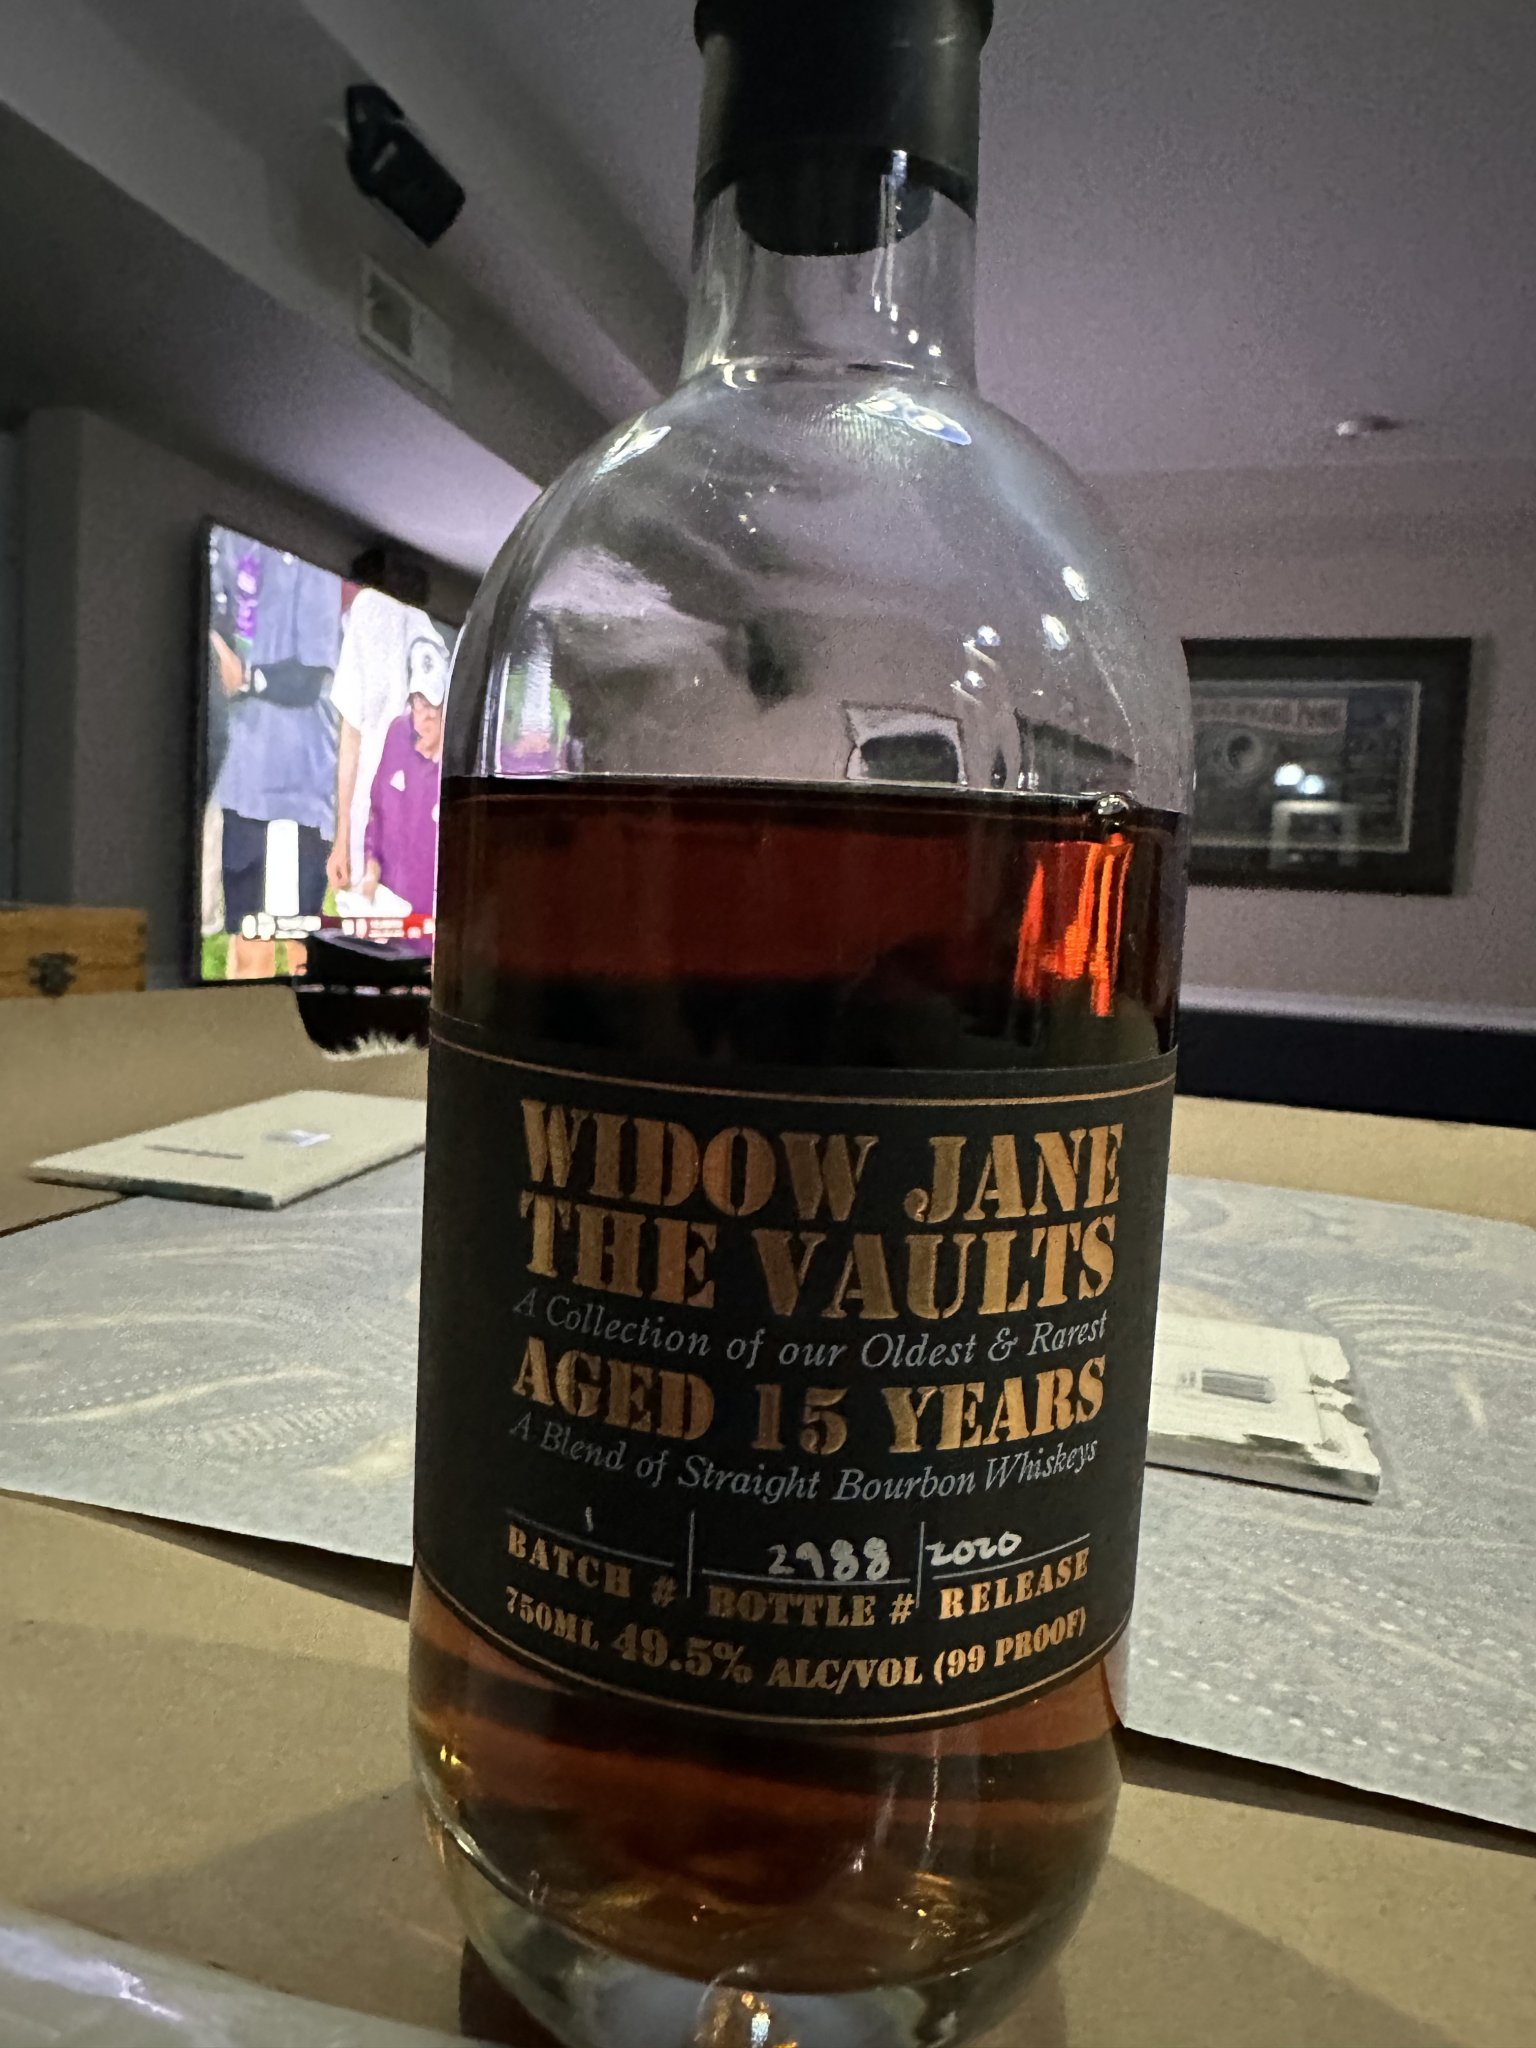 WIDOW JANE
THE VAULTS
A Collection of our Oldest & Rarest
AGED 15 YEARS
A Blend of Straight Bourbon Whiskeys
1 2988 2020
BATCH # BOTTLE # RELEASE
750ML 49.5% ALC/VOL (99 PROOF)